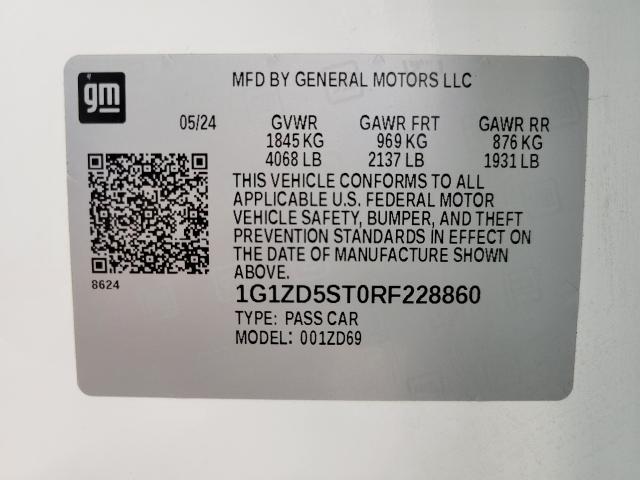 gm
MFD BY GENERAL MOTORS LLC
05/24 GVWR GAWR FRT GAWR RR
1845 KG 969 KG 876 KG
4068 LB 2137 LB 1931 LB
THIS VEHICLE CONFORMS TO ALL
APPLICABLE U.S. FEDERAL MOTOR
VEHICLE SAFETY, BUMPER, AND THEFT
PREVENTION STANDARDS IN EFFECT ON
THE DATE OF MANUFACTURE SHOWN
ABOVE.
8624
1G1ZD5ST0RF228860
TYPE: PASS CAR
MODEL: 001ZD69